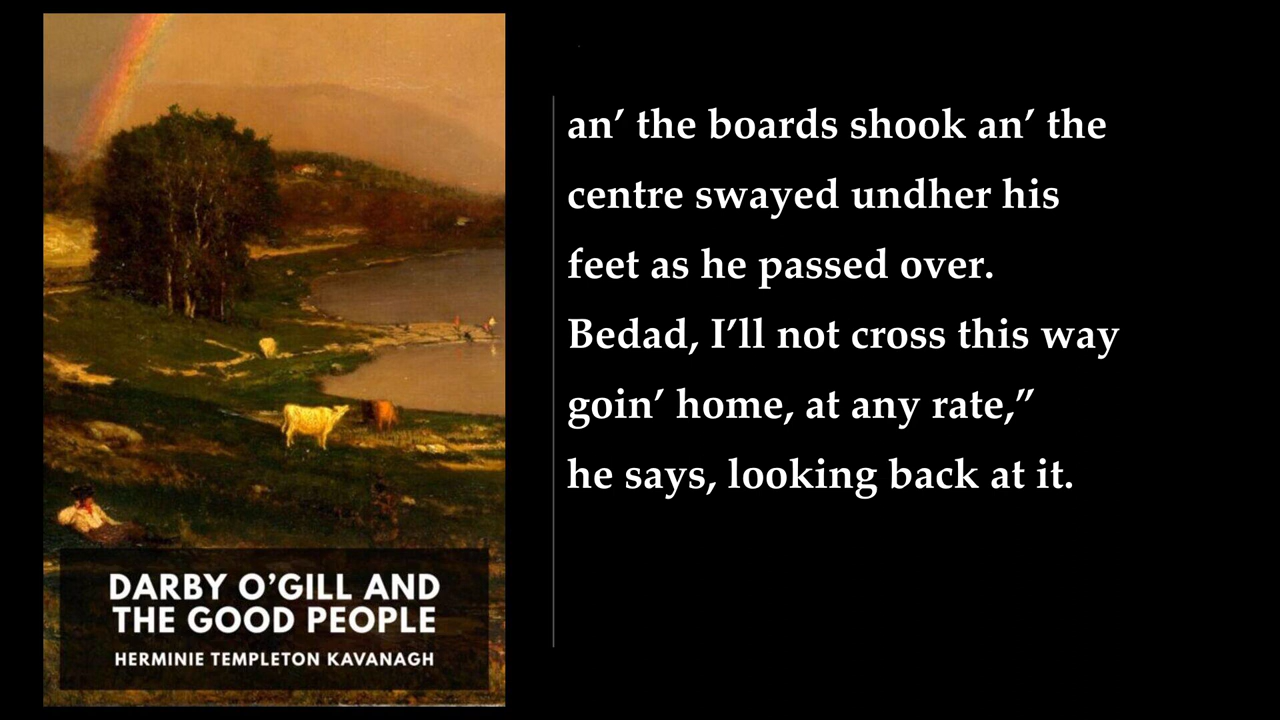 an’ the boards shook an’ the
centre swayed undher his
feet as he passed over.
Bedad, I’ll not cross this way
goin’ home, at any rate,”
he says, looking back at it.
DARBY O’GILL AND
THE GOOD PEOPLE
HERMINIE TEMPLETON KAVANAGH